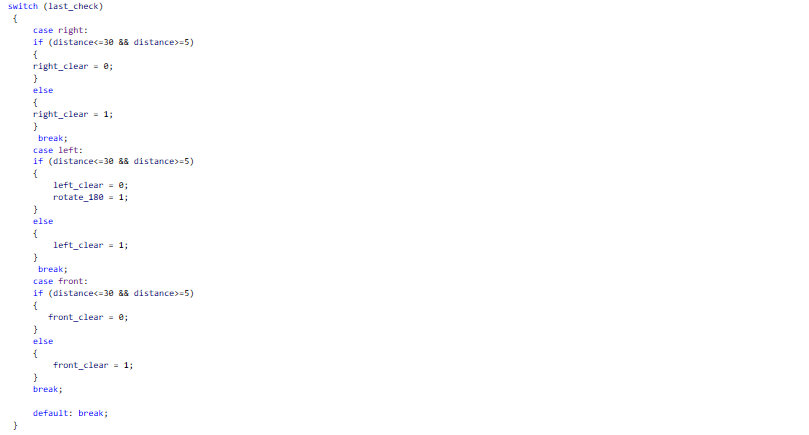 switch (last_check)
{
case right:
if (distance<=30 && distance>=5)
{
right_clear = 0;
}
else
{
right_clear = 1;
}
break;
case left:
if (distance<=30 && distance>=5)
{
left_clear = 0;
rotate_180 = 1;
}
else
{
left_clear = 1;
}
break;
case front:
if (distance<=30 && distance>=5)
{
front_clear = 0;
}
else
{
front_clear = 1;
}
break;
default: break;
}